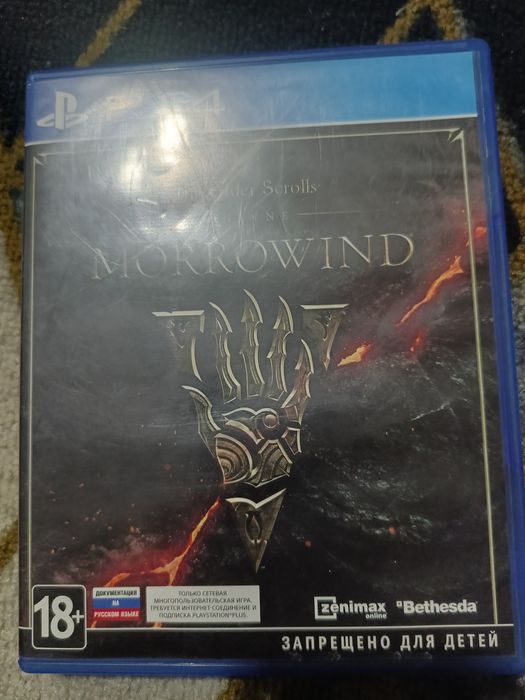 PS4
The Elder Scrolls
MORROWIND
18+
ДОКУМЕНТАЦИЯ
НА
РУССКОМ ЯЗЫКЕ
ТОЛЬКО СЕТЕВАЯ
МНОГОПОЛЬЗОВАТЕЛЬСКАЯ ИГРА.
ТРЕБУЕТСЯ ИНТЕРНЕТ-СОЕДИНЕНИЕ И
ПОДПИСКА PLAYSTATION®PLUS.
zenimax
online
Bethesda
ЗАПРЕЩЕНО ДЛЯ ДЕТЕЙ